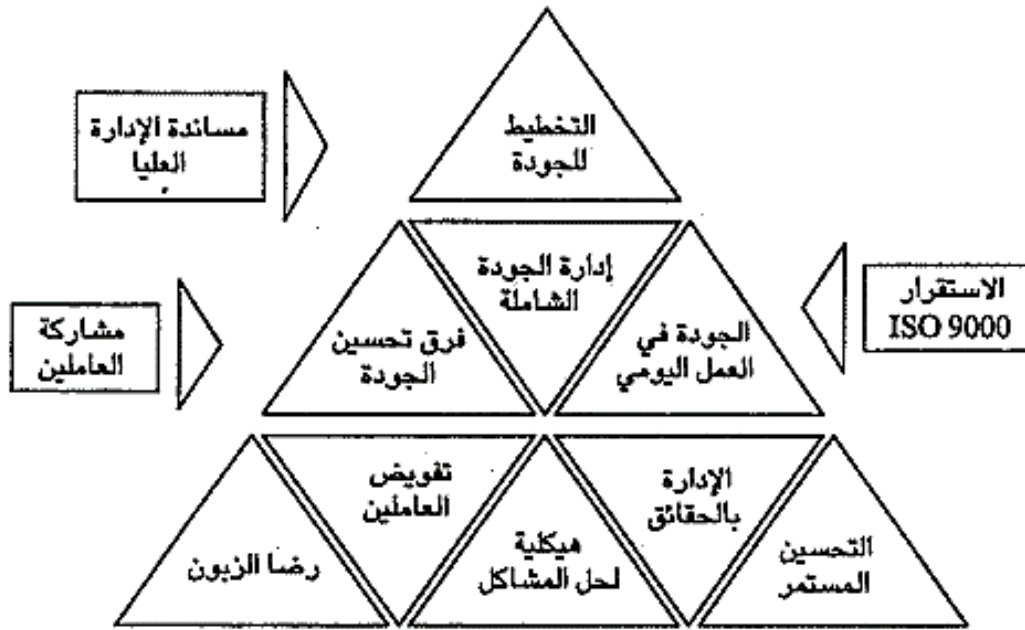 التخطيط
للجودة
مساندة الإدارة
العليا
إدارة الجودة
الشاملة
الاستقرار
ISO 9000
الجودة في
العمل اليومي
فرق تحسين
الجودة
مشاركة
العاملين
الإدارة
بالحقائق
تفويض
العاملين
التحسين
المستمر
هيكلية
لحل المشاكل
رضا الزبون